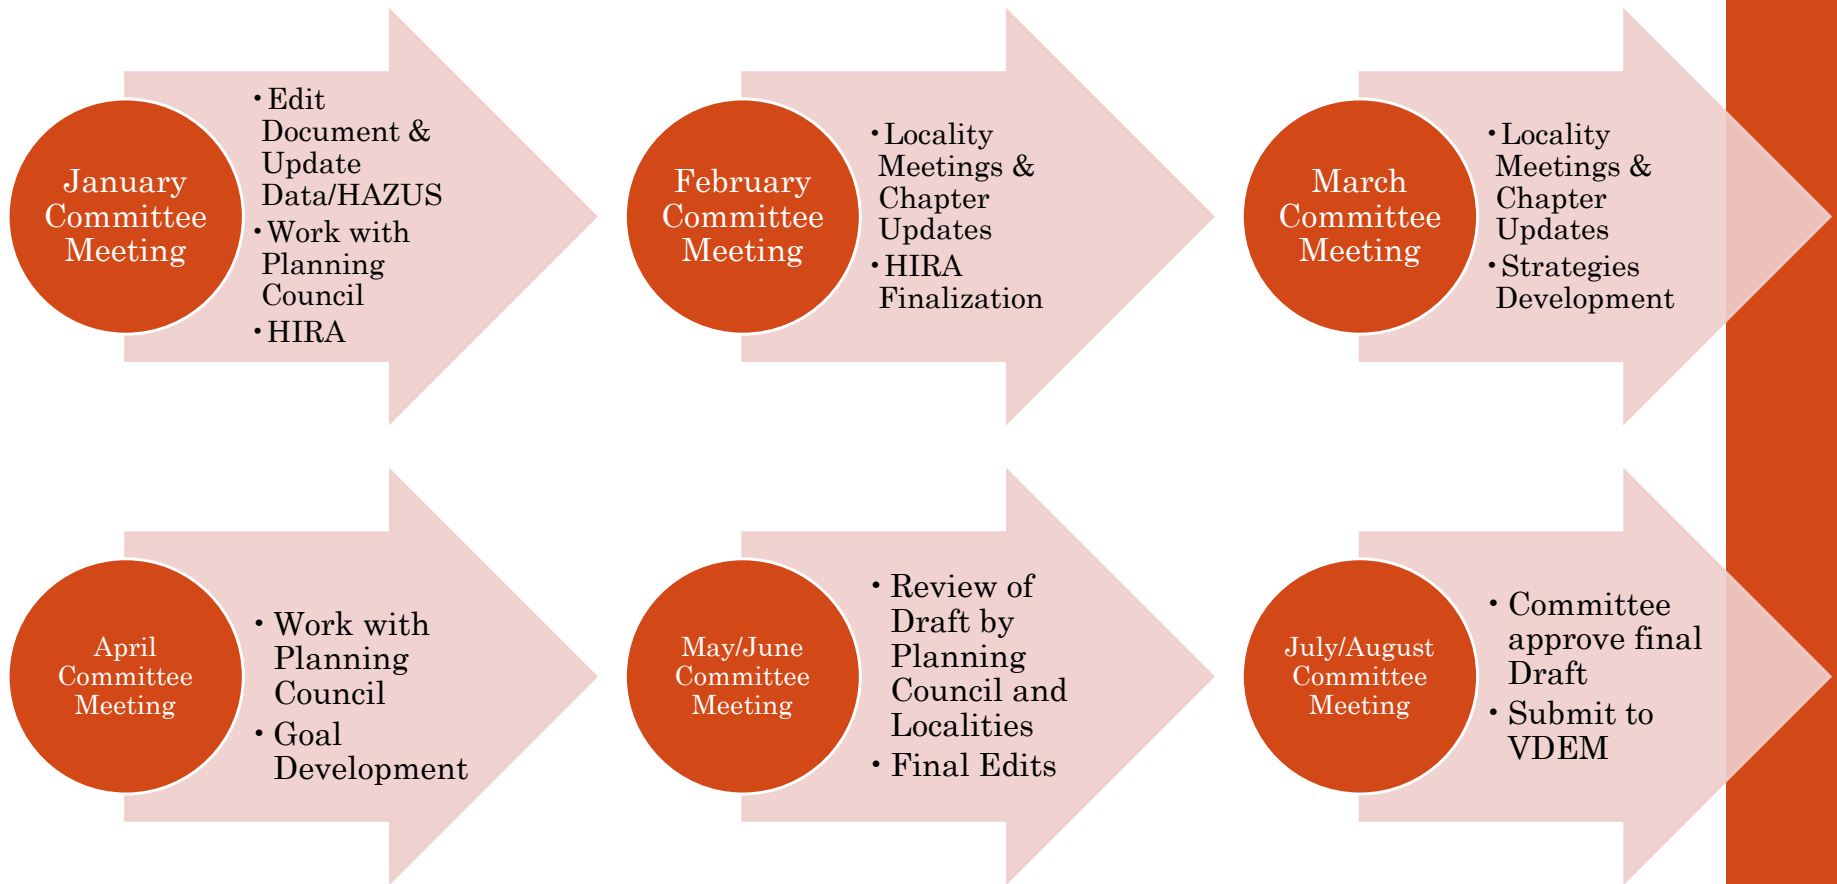 January
Committee
Meeting
•Edit
Document &
Update
Data/HAZUS
•Work with
Planning
Council
•HIRA
February
Committee
Meeting
•Locality
Meetings &
Chapter
Updates
•HIRA
Finalization
March
Committee
Meeting
•Locality
Meetings &
Chapter
Updates
•Strategies
Development
April
Committee
Meeting
• Work with
Planning
Council
• Goal
Development
May/June
Committee
Meeting
• Review of
Draft by
Planning
Council and
Localities
• Final Edits
July/August
Committee
Meeting
• Committee
approve final
Draft
• Submit to
VDEM